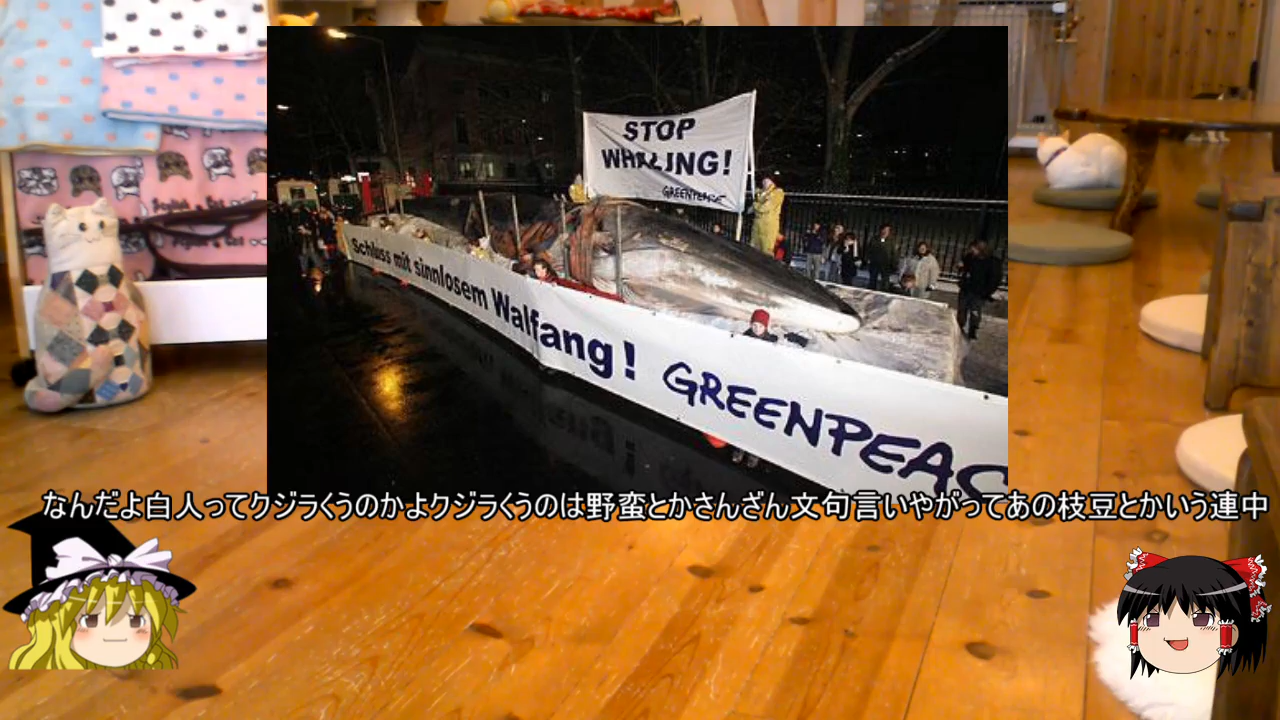 STOP
WHALING!
GREENPEACE
Schluss mit sinnlosem Walfang! GREENPEAC
なんだよ白人ってクジラくうのかよクジラくうのは野蛮とかさんざん文句言いやがってあの枝豆とかいう連中